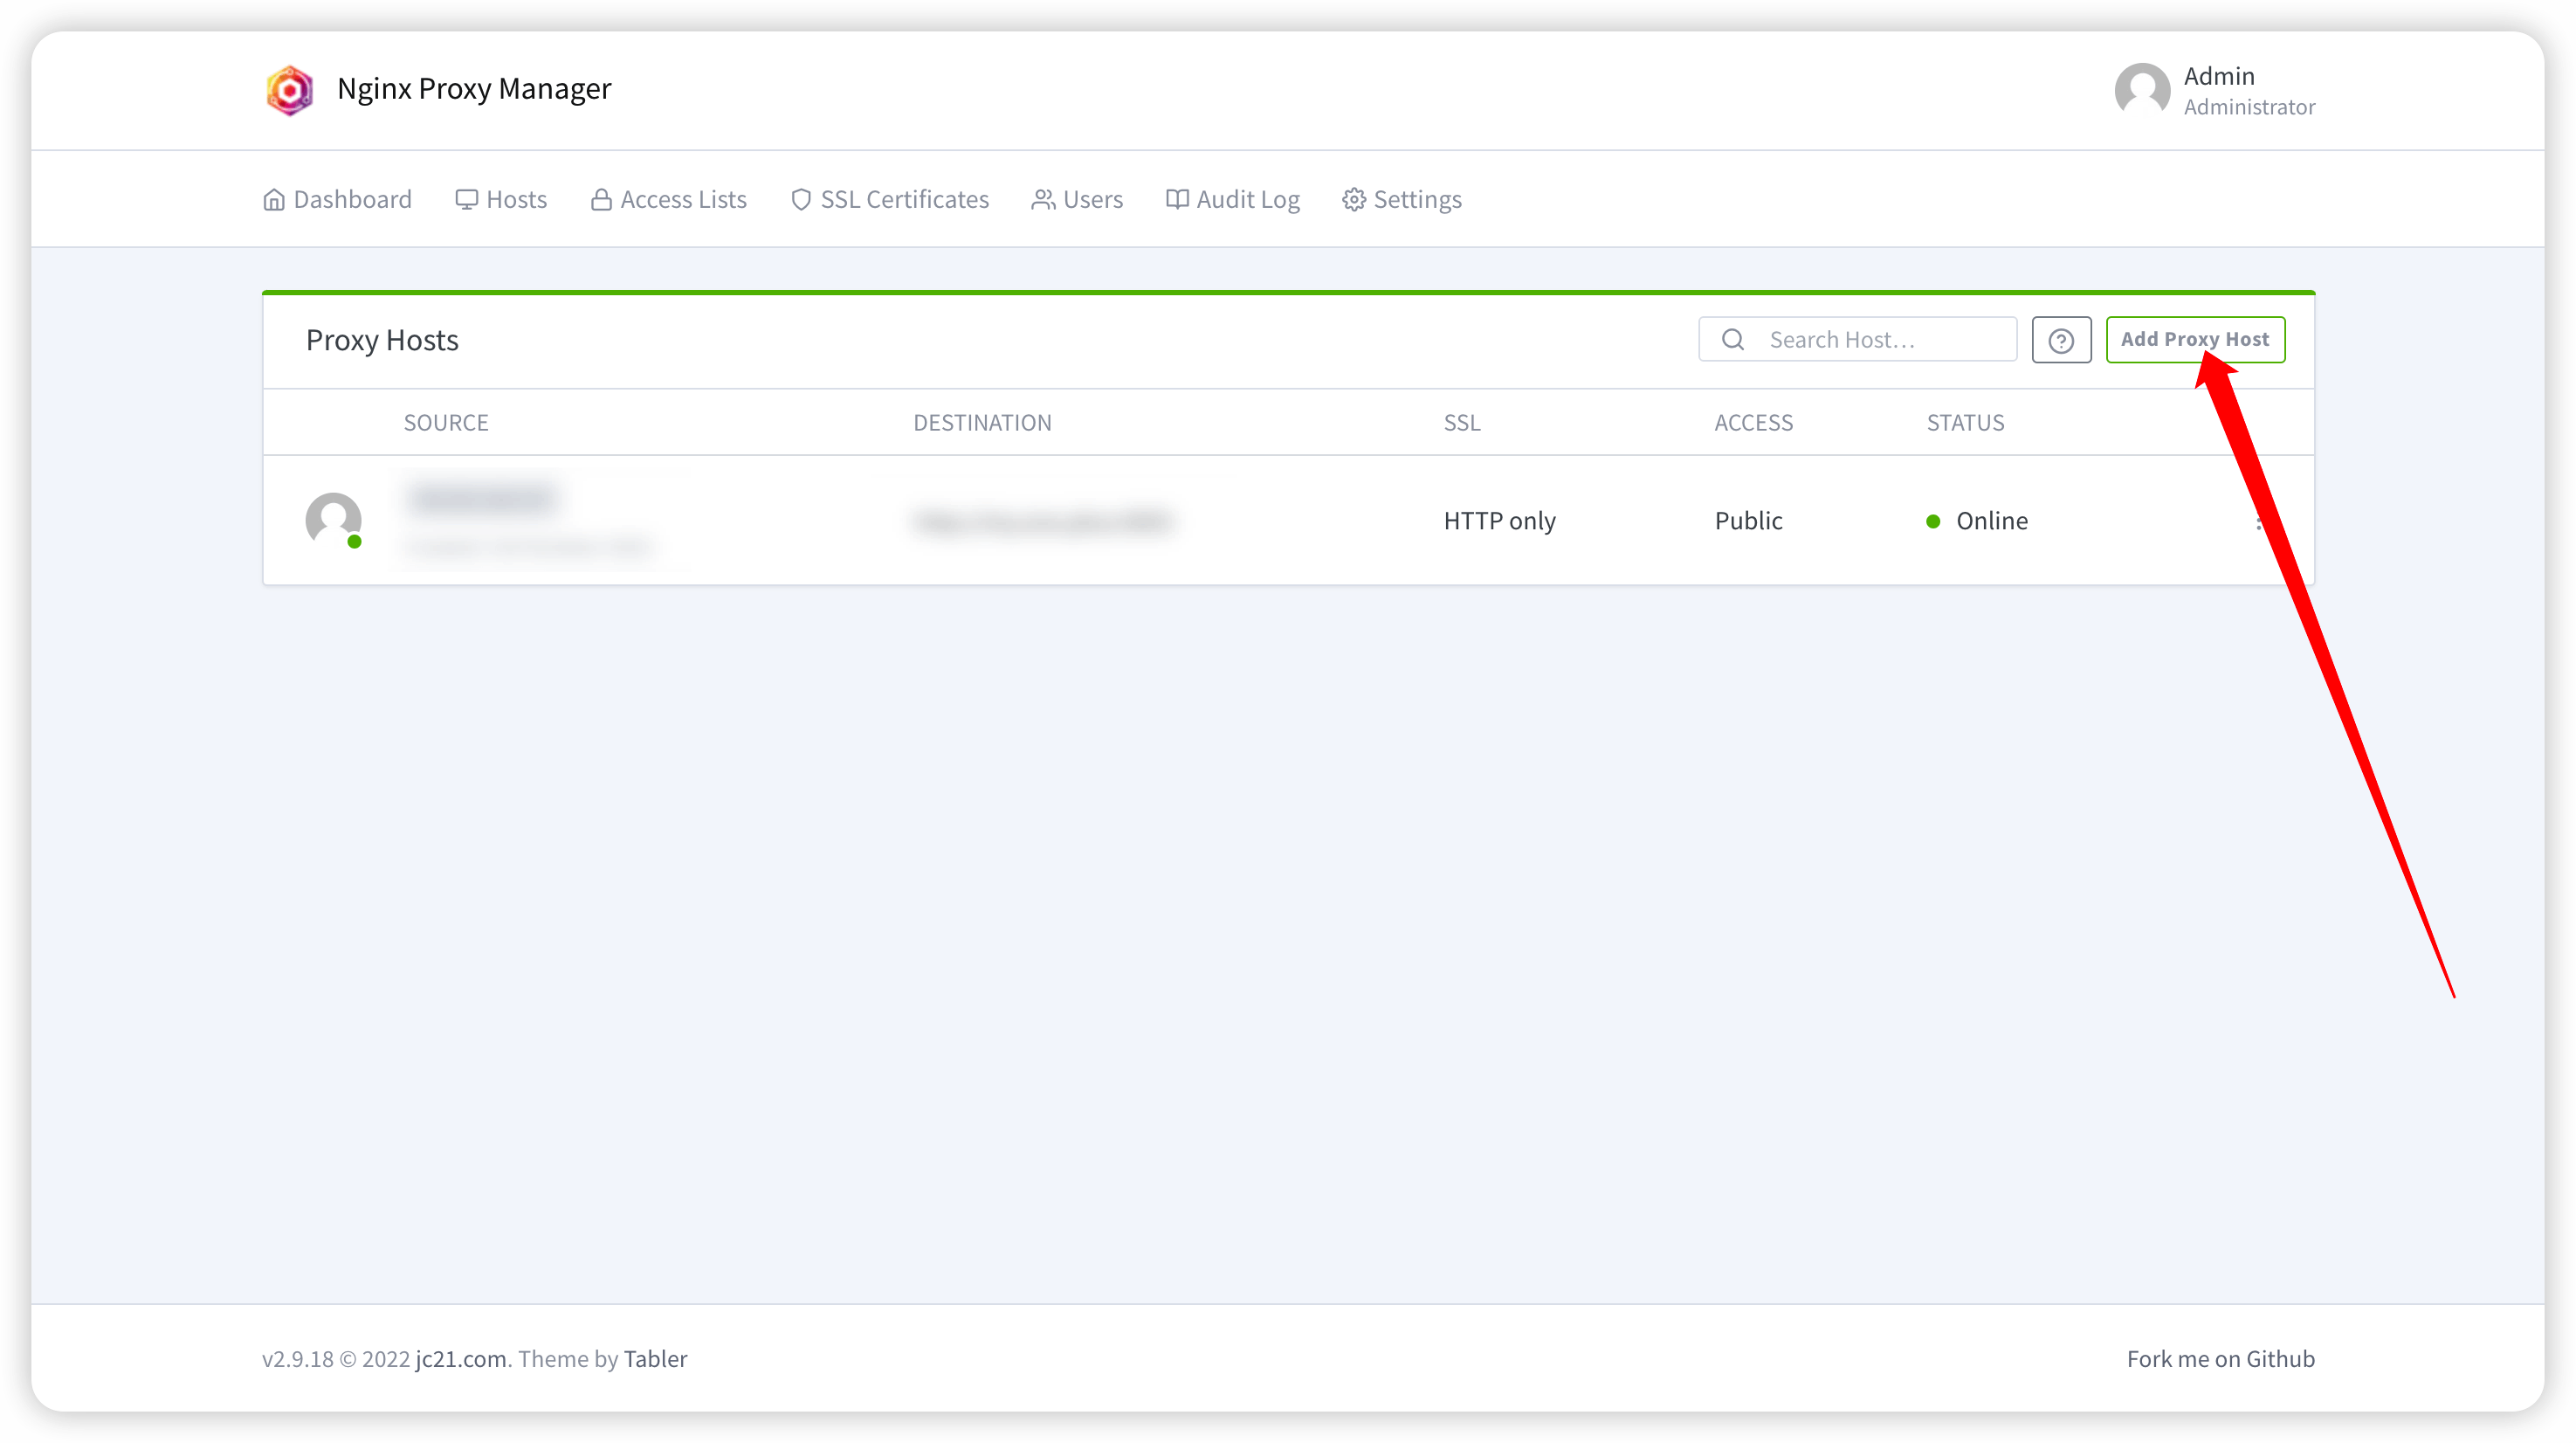 Nginx Proxy Manager
Admin
Administrator
Dashboard Hosts Access Lists SSL Certificates Users Audit Log Settings
Proxy Hosts Search Host... Add Proxy Host
SOURCE DESTINATION SSL ACCESS STATUS
HTTP only Public Online
v2.9.18 © 2022 jc21.com. Theme by Tabler Fork me on Github